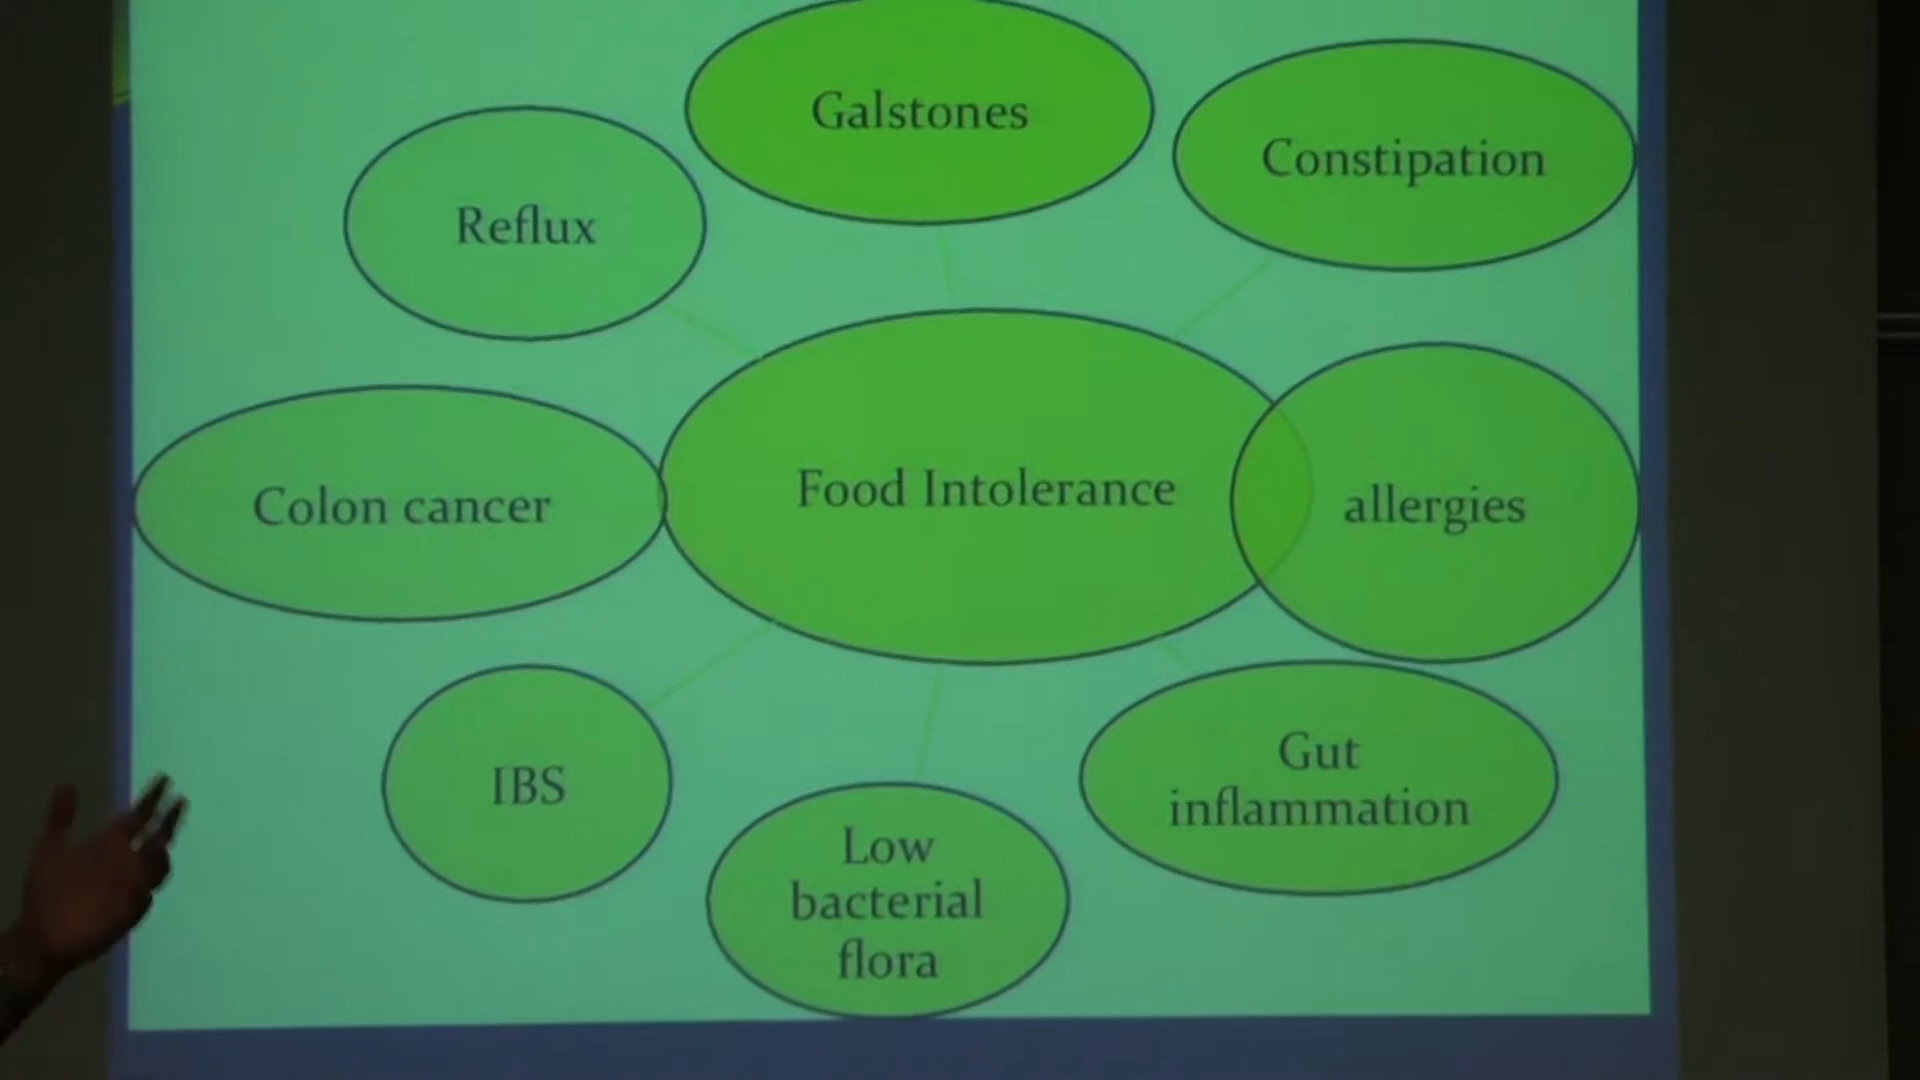 Galstones
Constipation
Reflux
Food Intolerance
allergies
Colon cancer
IBS
Gut
inflammation
Low
bacterial
flora